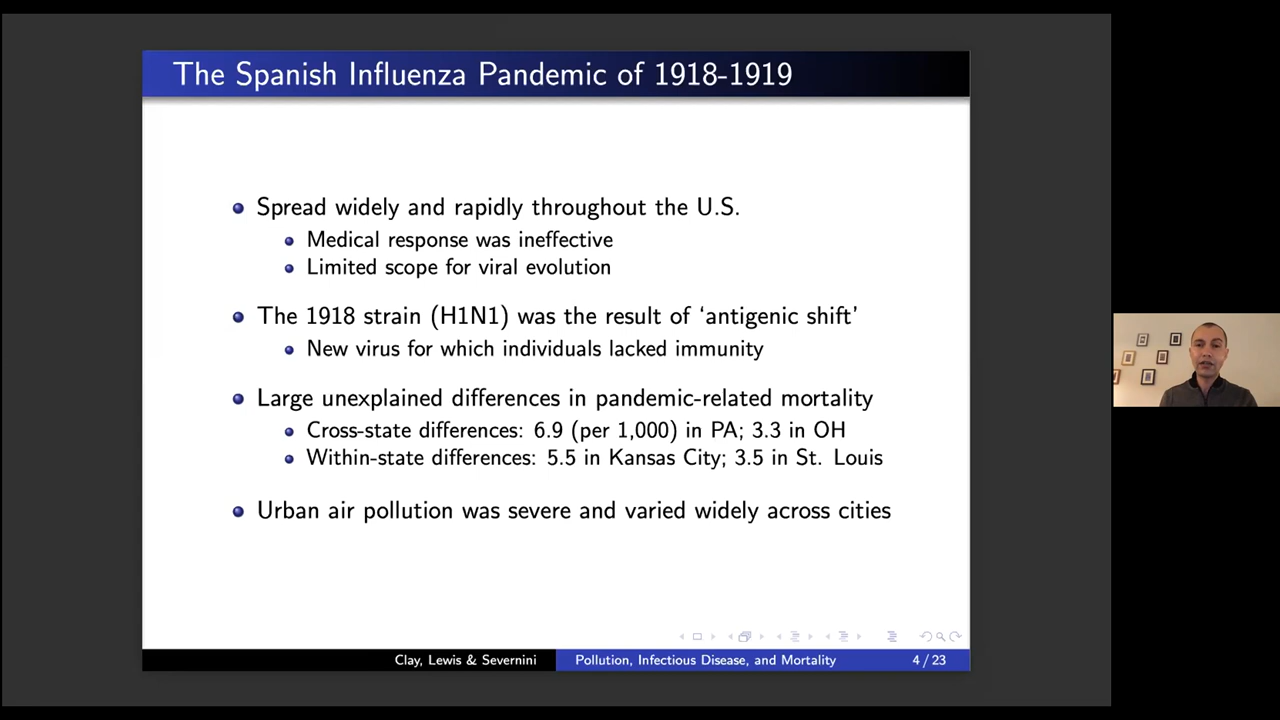 The Spanish Influenza Pandemic of 1918-1919
Spread widely and rapidly throughout the U.S.
Medical response was ineffective
Limited scope for viral evolution
The 1918 strain (H1N1) was the result of ‘antigenic shift’
New virus for which individuals lacked immunity
Large unexplained differences in pandemic-related mortality
Cross-state differences: 6.9 (per 1,000) in PA; 3.3 in OH
Within-state differences: 5.5 in Kansas City; 3.5 in St. Louis
Urban air pollution was severe and varied widely across cities
Clay, Lewis & Severnini Pollution, Infectious Disease, and Mortality 4 / 23